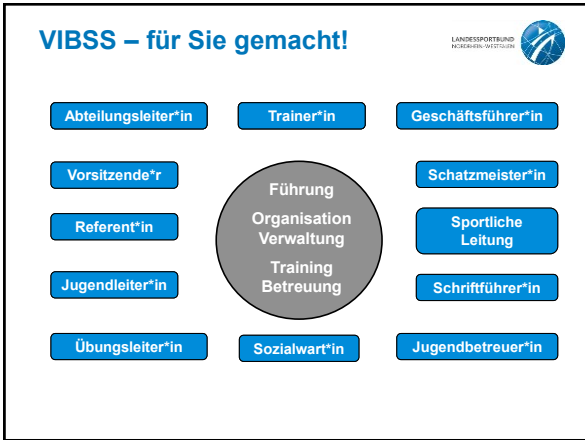 VIBSS – für Sie gemacht!
LANDESSPORTBUND
NORDRHEIN-WESTFALEN
Abteilungsleiter*in
Trainer*in
Geschäftsführer*in
Vorsitzende*r
Schatzmeister*in
Führung
Organisation
Verwaltung
Training
Betreuung
Referent*in
Sportliche
Leitung
Jugendleiter*in
Schriftführer*in
Übungsleiter*in
Sozialwart*in
Jugendbetreuer*in